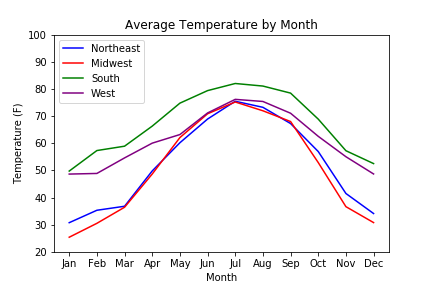 Average Temperature by Month
100
90
80
70
60
50
40
30
20
Temperature (F)
Northeast
Midwest
South
West
Jan Feb Mar Apr May Jun Jul Aug Sep Oct Nov Dec
Month